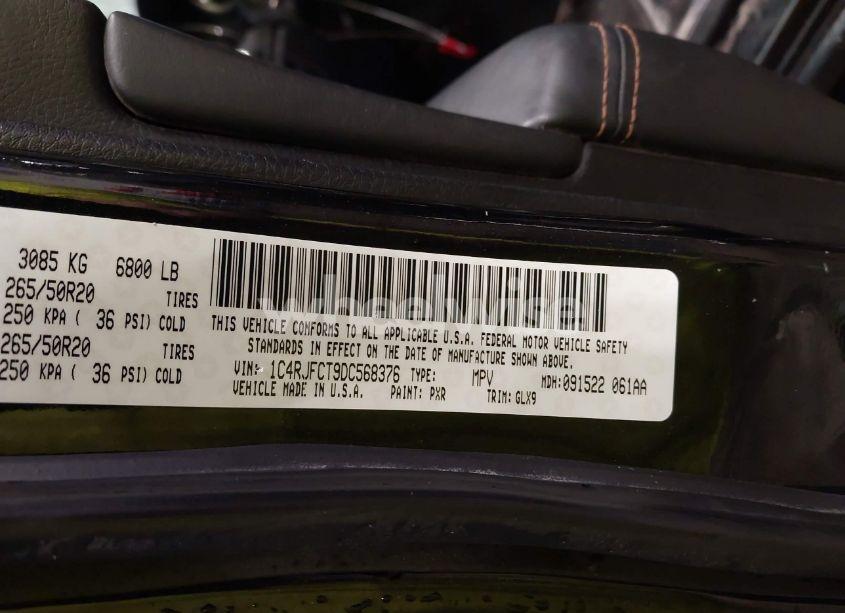 3085 KG 6800 LB
265/50R20 TIRES
250 KPA ( 36 PSI) COLD
265/50R20 TIRES
250 KPA ( 36 PSI) COLD
THIS VEHICLE CONFORMS TO ALL APPLICABLE U.S.A. FEDERAL MOTOR VEHICLE SAFETY
STANDARDS IN EFFECT ON THE DATE OF MANUFACTURE SHOWN ABOVE.
VIN: 1C4RJFCT9DC568376 TYPE: MPV MDH:091522 061AA
VEHICLE MADE IN U.S.A. PAINT: PXR TRIM: GLX9
wheelwise